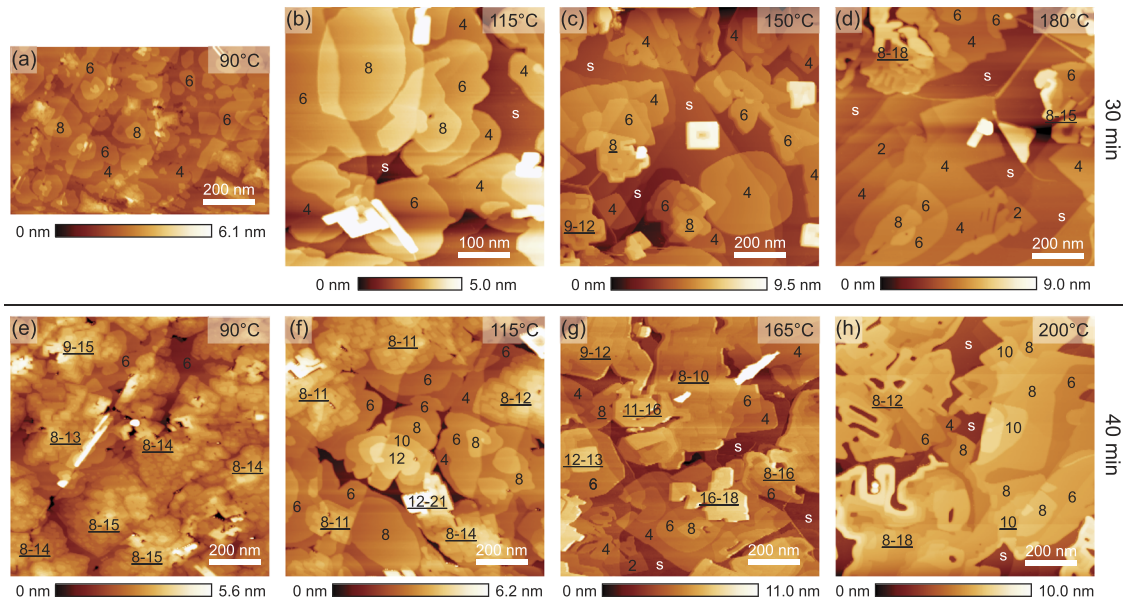 (a) 90°C
6
6
8
8
6
6
4
4
200 nm
0 nm 6.1 nm
(b) 115°C
4
8
6
6
4
s
8
4
s
4
6
4
100 nm
0 nm 5.0 nm
(c) 150°C
4
4
s
6
4
s
6
8
4
4
s
4
6
8
9-12
4
200 nm
0 nm 9.5 nm
(d) 180°C
6
8-18
4
6
s
s
8-15
2
4
s
4
6
2
8
4
s
6
200 nm
0 nm 9.0 nm
30 min
(e) 90°C
9-15
6
6
8-13
8-14
8-14
8-15
8-14
8-15
200 nm
0 nm 5.6 nm
(f) 115°C
8-11
6
8-11
6
4
8-12
6
8
10
6
8
12
4
8
6
12-21
6
8-11
8
8-14
200 nm
0 nm 6.2 nm
(g) 165°C
9-12
4
8-10
4
8
11-16
6
4
s
12-13
8-16
6
16-18
6
s
4
6
8
4
2
s
200 nm
0 nm 11.0 nm
(h) 200°C
s
10
8
6
8
8-12
4
s
10
6
8
8
6
8
10
8-18
s
200 nm
0 nm 10.0 nm
40 min